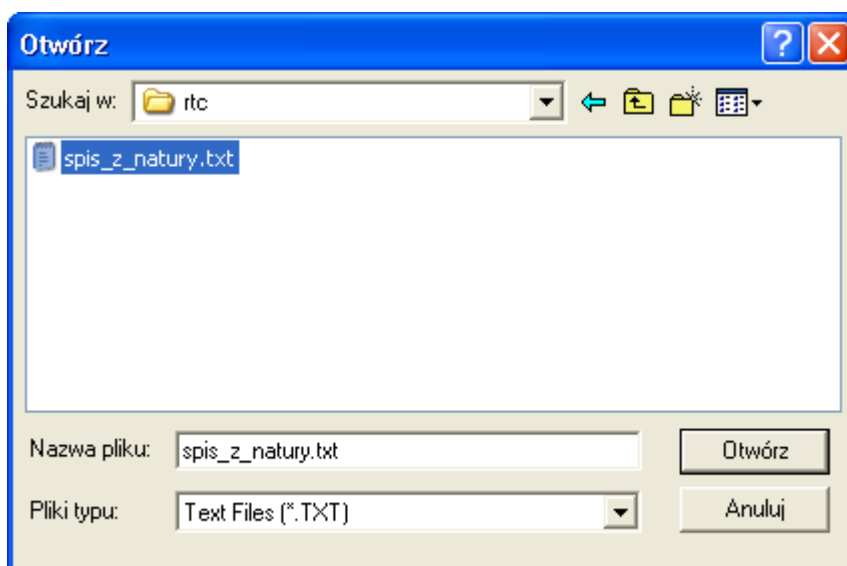 Otwórz
Szukaj w: rtc
spis_z_natury.txt
Nazwa pliku: spis_z_natury.txt Otwórz
Pliki typu: Text Files (*.TXT) Anuluj